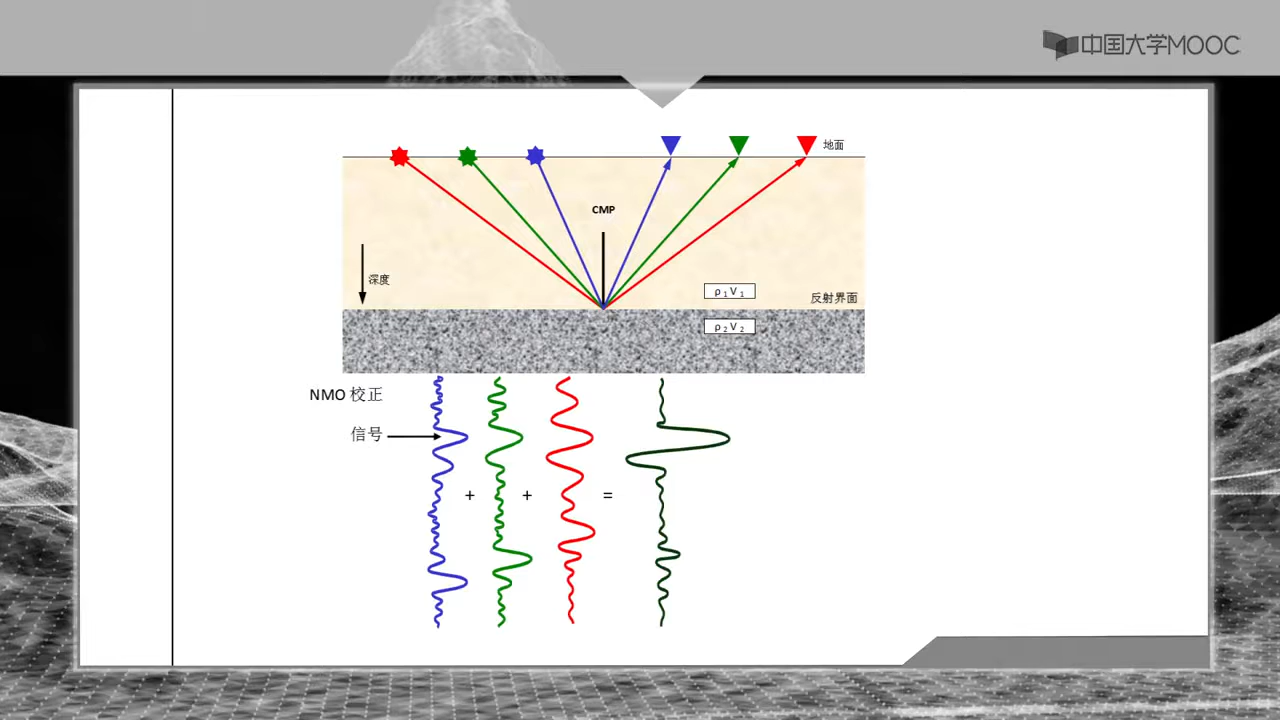 中国大学MOOC
地面
CMP
深度
ρ₁V₁
反射界面
ρ₂V₂
NMO 校正
信号
+ + =